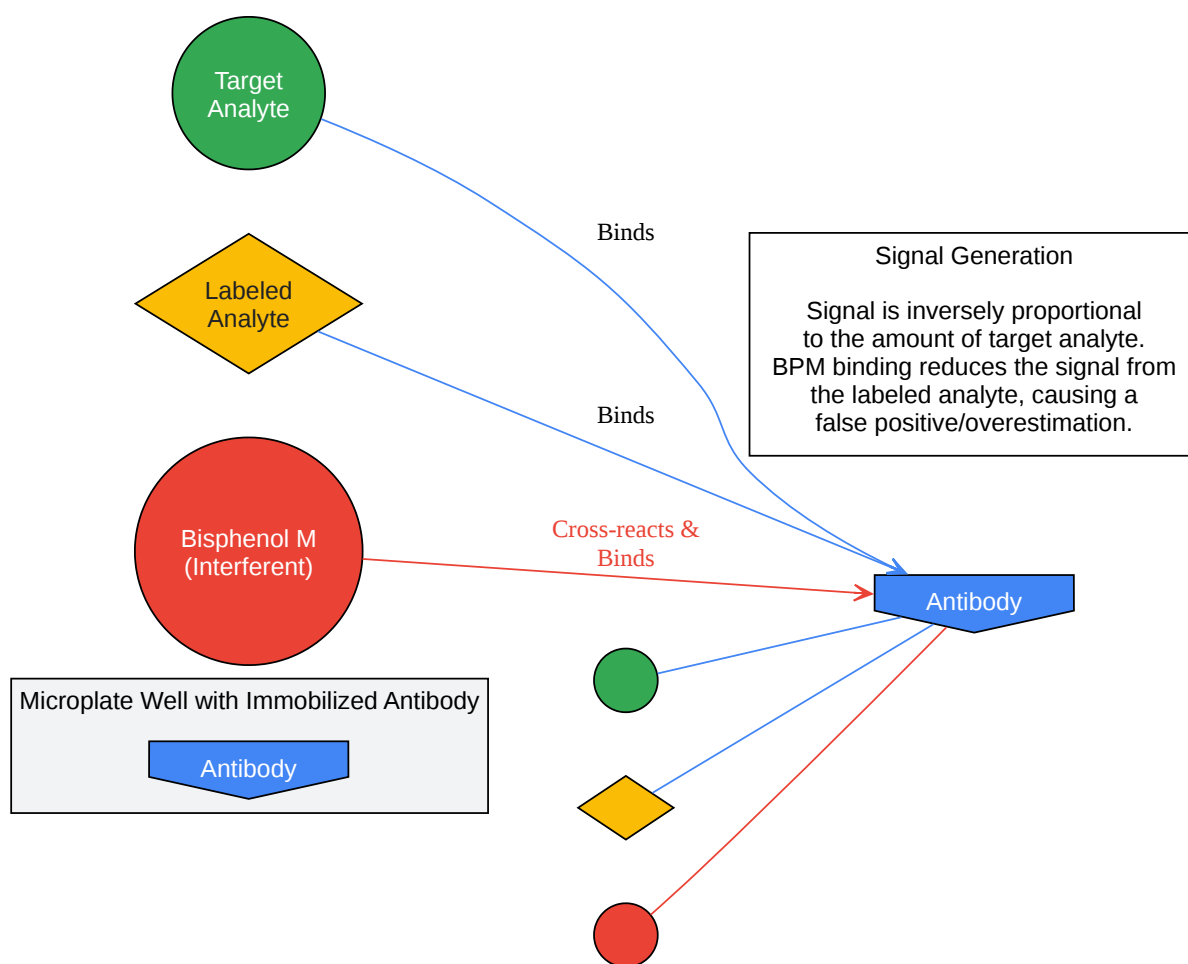 Target
Analyte
Binds
Labeled
Analyte
Binds
Signal Generation
Signal is inversely proportional
to the amount of target analyte.
BPM binding reduces the signal from
the labeled analyte, causing a
false positive/overestimation.
Bisphenol M
(Interferent)
Cross-reacts &
Binds
Antibody
Microplate Well with Immobilized Antibody
Antibody